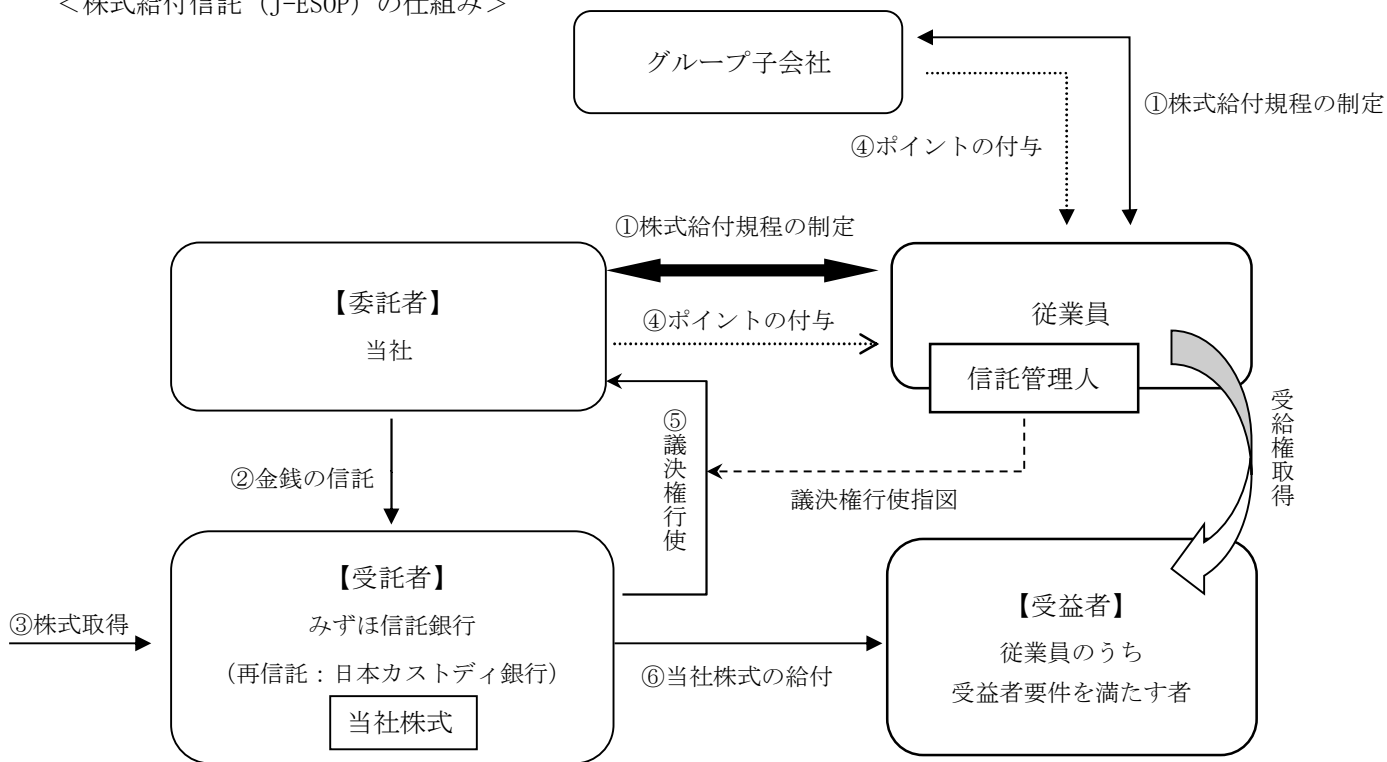 ＜株式給付信託（J-ESOP）の仕組み＞
グループ子会社
①株式給付規程の制定
④ポイントの付与
①株式給付規程の制定
【委託者】
当社
④ポイントの付与
従業員
信託管理人
②金銭の信託
⑤議決権行使
議決権行使指図
受給権取得
③株式取得
【受託者】
みずほ信託銀行
（再信託：日本カストディ銀行）
当社株式
⑥当社株式の給付
【受益者】
従業員のうち
受益者要件を満たす者